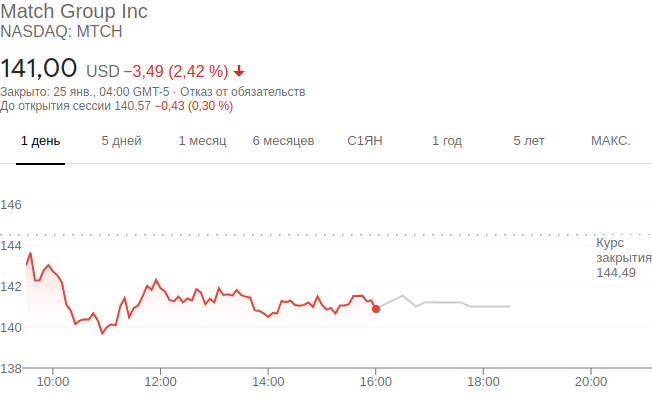 Match Group Inc
NASDAQ: MTCH
141,00 USD −3,49 (2,42 %)
Закрыто: 25 янв., 04:00 GMT-5 · Отказ от обязательств
До открытия сессии 140,57 −0,43 (0,30 %)
1 день 5 дней 1 месяц 6 месяцев С1ЯН 1 год 5 лет МАКС.
146
144
142
140
138
Курс
закрытия
144,49
10:00 12:00 14:00 16:00 18:00 20:00